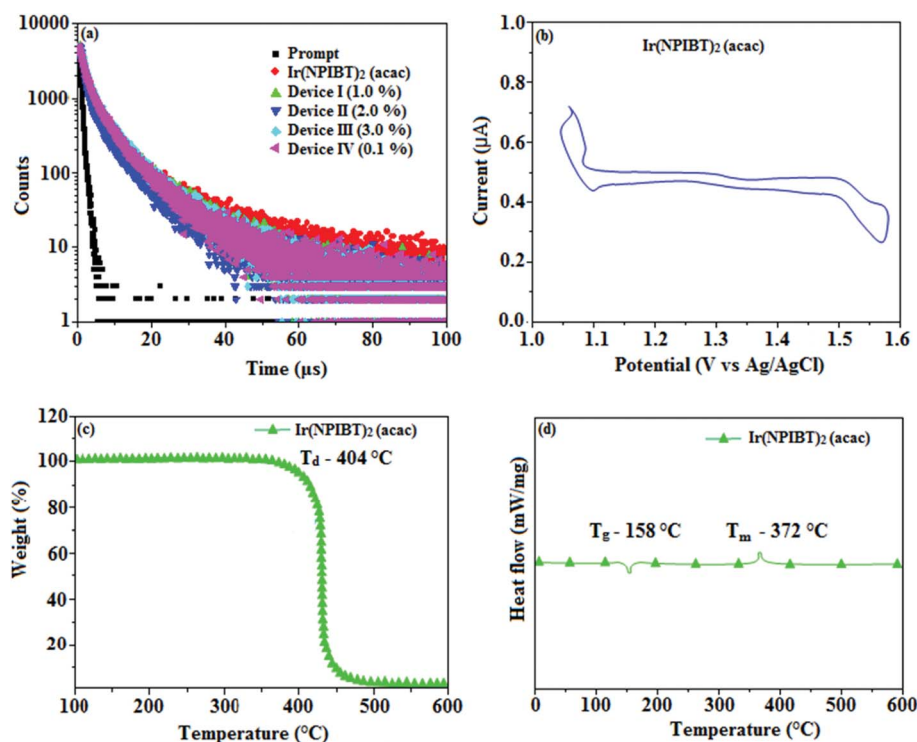 (a)
10000
1000
100
10
1
Counts
Prompt
Ir(NPIBT)₂ (acac)
Device I (1.0 %)
Device II (2.0 %)
Device III (3.0 %)
Device IV (0.1 %)
0 20 40 60 80 100
Time (µs)
(b)
Ir(NPIBT)₂ (acac)
1.0
0.8
0.6
0.4
0.2
0.0
Current (µA)
1.0 1.1 1.2 1.3 1.4 1.5 1.6
Potential (V vs Ag/AgCl)
(c)
Ir(NPIBT)₂ (acac)
T_d - 404 °C
120
100
80
60
40
20
Weight (%)
100 200 300 400 500 600
Temperature (°C)
(d)
Ir(NPIBT)₂ (acac)
T_g - 158 °C T_m - 372 °C
Heat flow (mW/mg)
0 100 200 300 400 500 600
Temperature (°C)